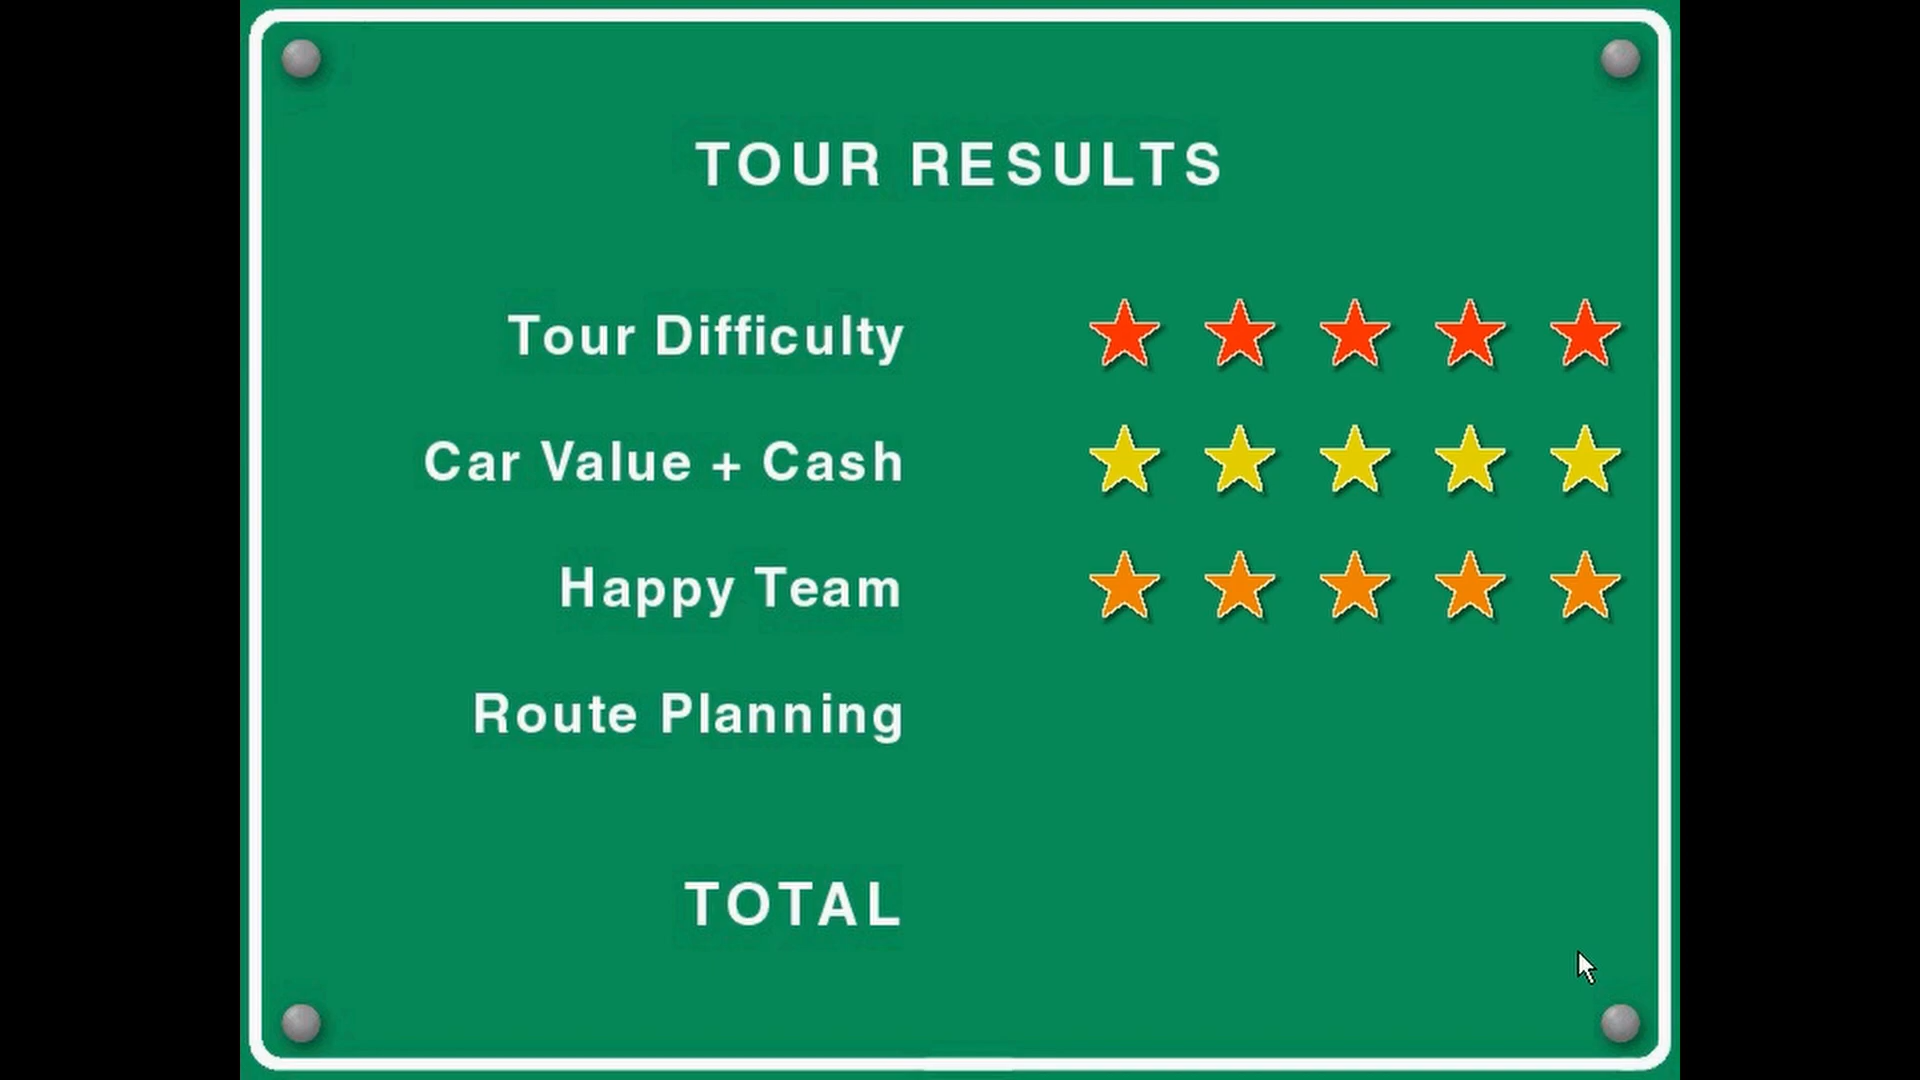 TOUR RESULTS
Tour Difficulty
Car Value + Cash
Happy Team
Route Planning
TOTAL